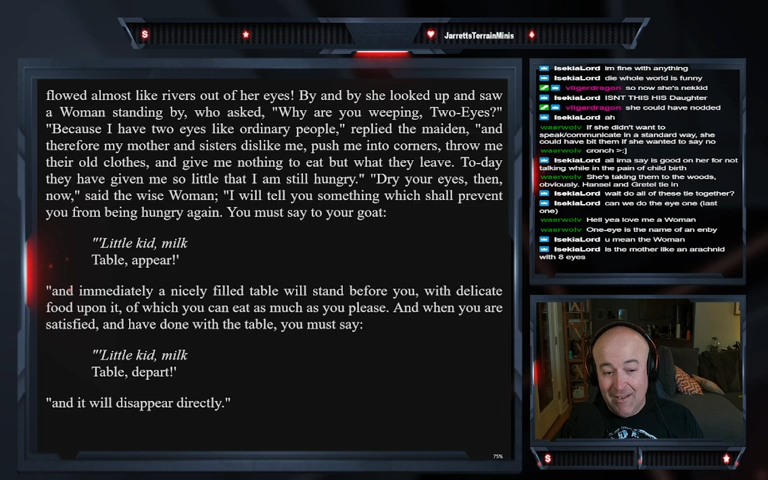 $
JarrettsTerrainMinis
flowed almost like rivers out of her eyes! By and by she looked up and saw
a Woman standing by, who asked, "Why are you weeping, Two-Eyes?"
"Because I have two eyes like ordinary people," replied the maiden, "and
therefore my mother and sisters dislike me, push me into corners, throw me
their old clothes, and give me nothing to eat but what they leave. To-day
they have given me so little that I am still hungry." "Dry your eyes, then,
now," said the wise Woman; "I will tell you something which shall prevent
you from being hungry again. You must say to your goat:
"'Little kid, milk
Table, appear!'
"and immediately a nicely filled table will stand before you, with delicate
food upon it, of which you can eat as much as you please. And when you are
satisfied, and have done with the table, you must say:
"'Little kid, milk
Table, depart!'
"and it will disappear directly."
75%
IsekiaLord im fine with anything
IsekiaLord die whole world is funny
vtigerdragon so now she's nekkid
IsekiaLord ISNT THIS HIS Daughter
vtigerdragon she could have nodded
IsekiaLord ah
waerwolv If she didn't want to
speak/communicate in a standard way, she
could have bit them if she wanted to say no
waerwolv cronch >:]
IsekiaLord all ima say is good on her for not
talking while in the pain of child birth
waerwolv She's taking them to the woods,
obviously. Hansel and Gretel tie in
IsekiaLord wait do all of these tie together?
IsekiaLord can we do the eye one (last
one)
waerwolv Hell yea love me a Woman
waerwolv One-eye is the name of an enby
IsekiaLord u mean the Woman
IsekiaLord Is the mother like an arachnid
with 8 eyes
$